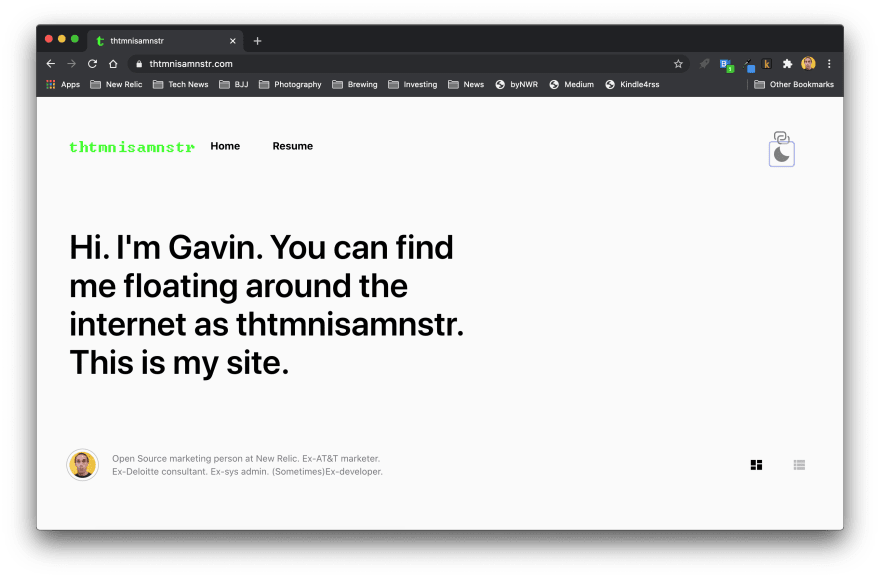 thtmnisamnstr
thtmnisamnstr.com
Apps New Relic Tech News BJJ Photography Brewing Investing News byNWR Medium Kindle4rss Other Bookmarks
thtmnisamnstr Home Resume
Hi. I'm Gavin. You can find
me floating around the
internet as thtmnisamnstr.
This is my site.
Open Source marketing person at New Relic. Ex-AT&T marketer.
Ex-Deloitte consultant. Ex-sys admin. (Sometimes)Ex-developer.